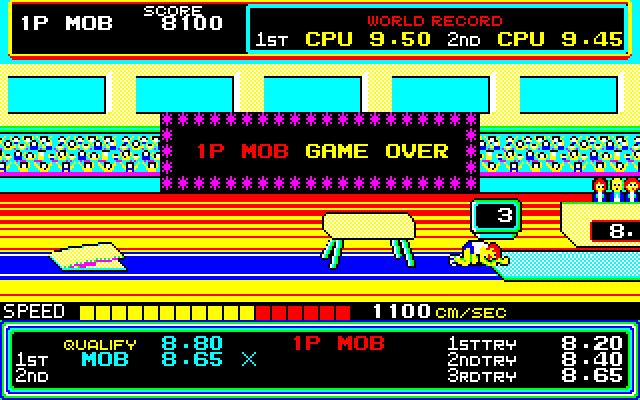 SCORE
1P MOB 8100
WORLD RECORD
1ST CPU 9.50 2ND CPU 9.45
1P MOB GAME OVER
3
8.
SPEED 1100CM/SEC
QUALIFY 8.80 1P MOB 1STTRY 8.20
1ST MOB 8.65 X 2NDTRY 8.40
2ND 3RDTRY 8.65